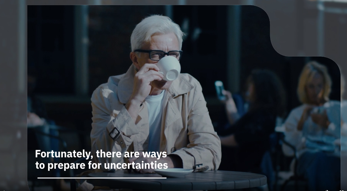 Fortunately, there are ways
to prepare for uncertainties